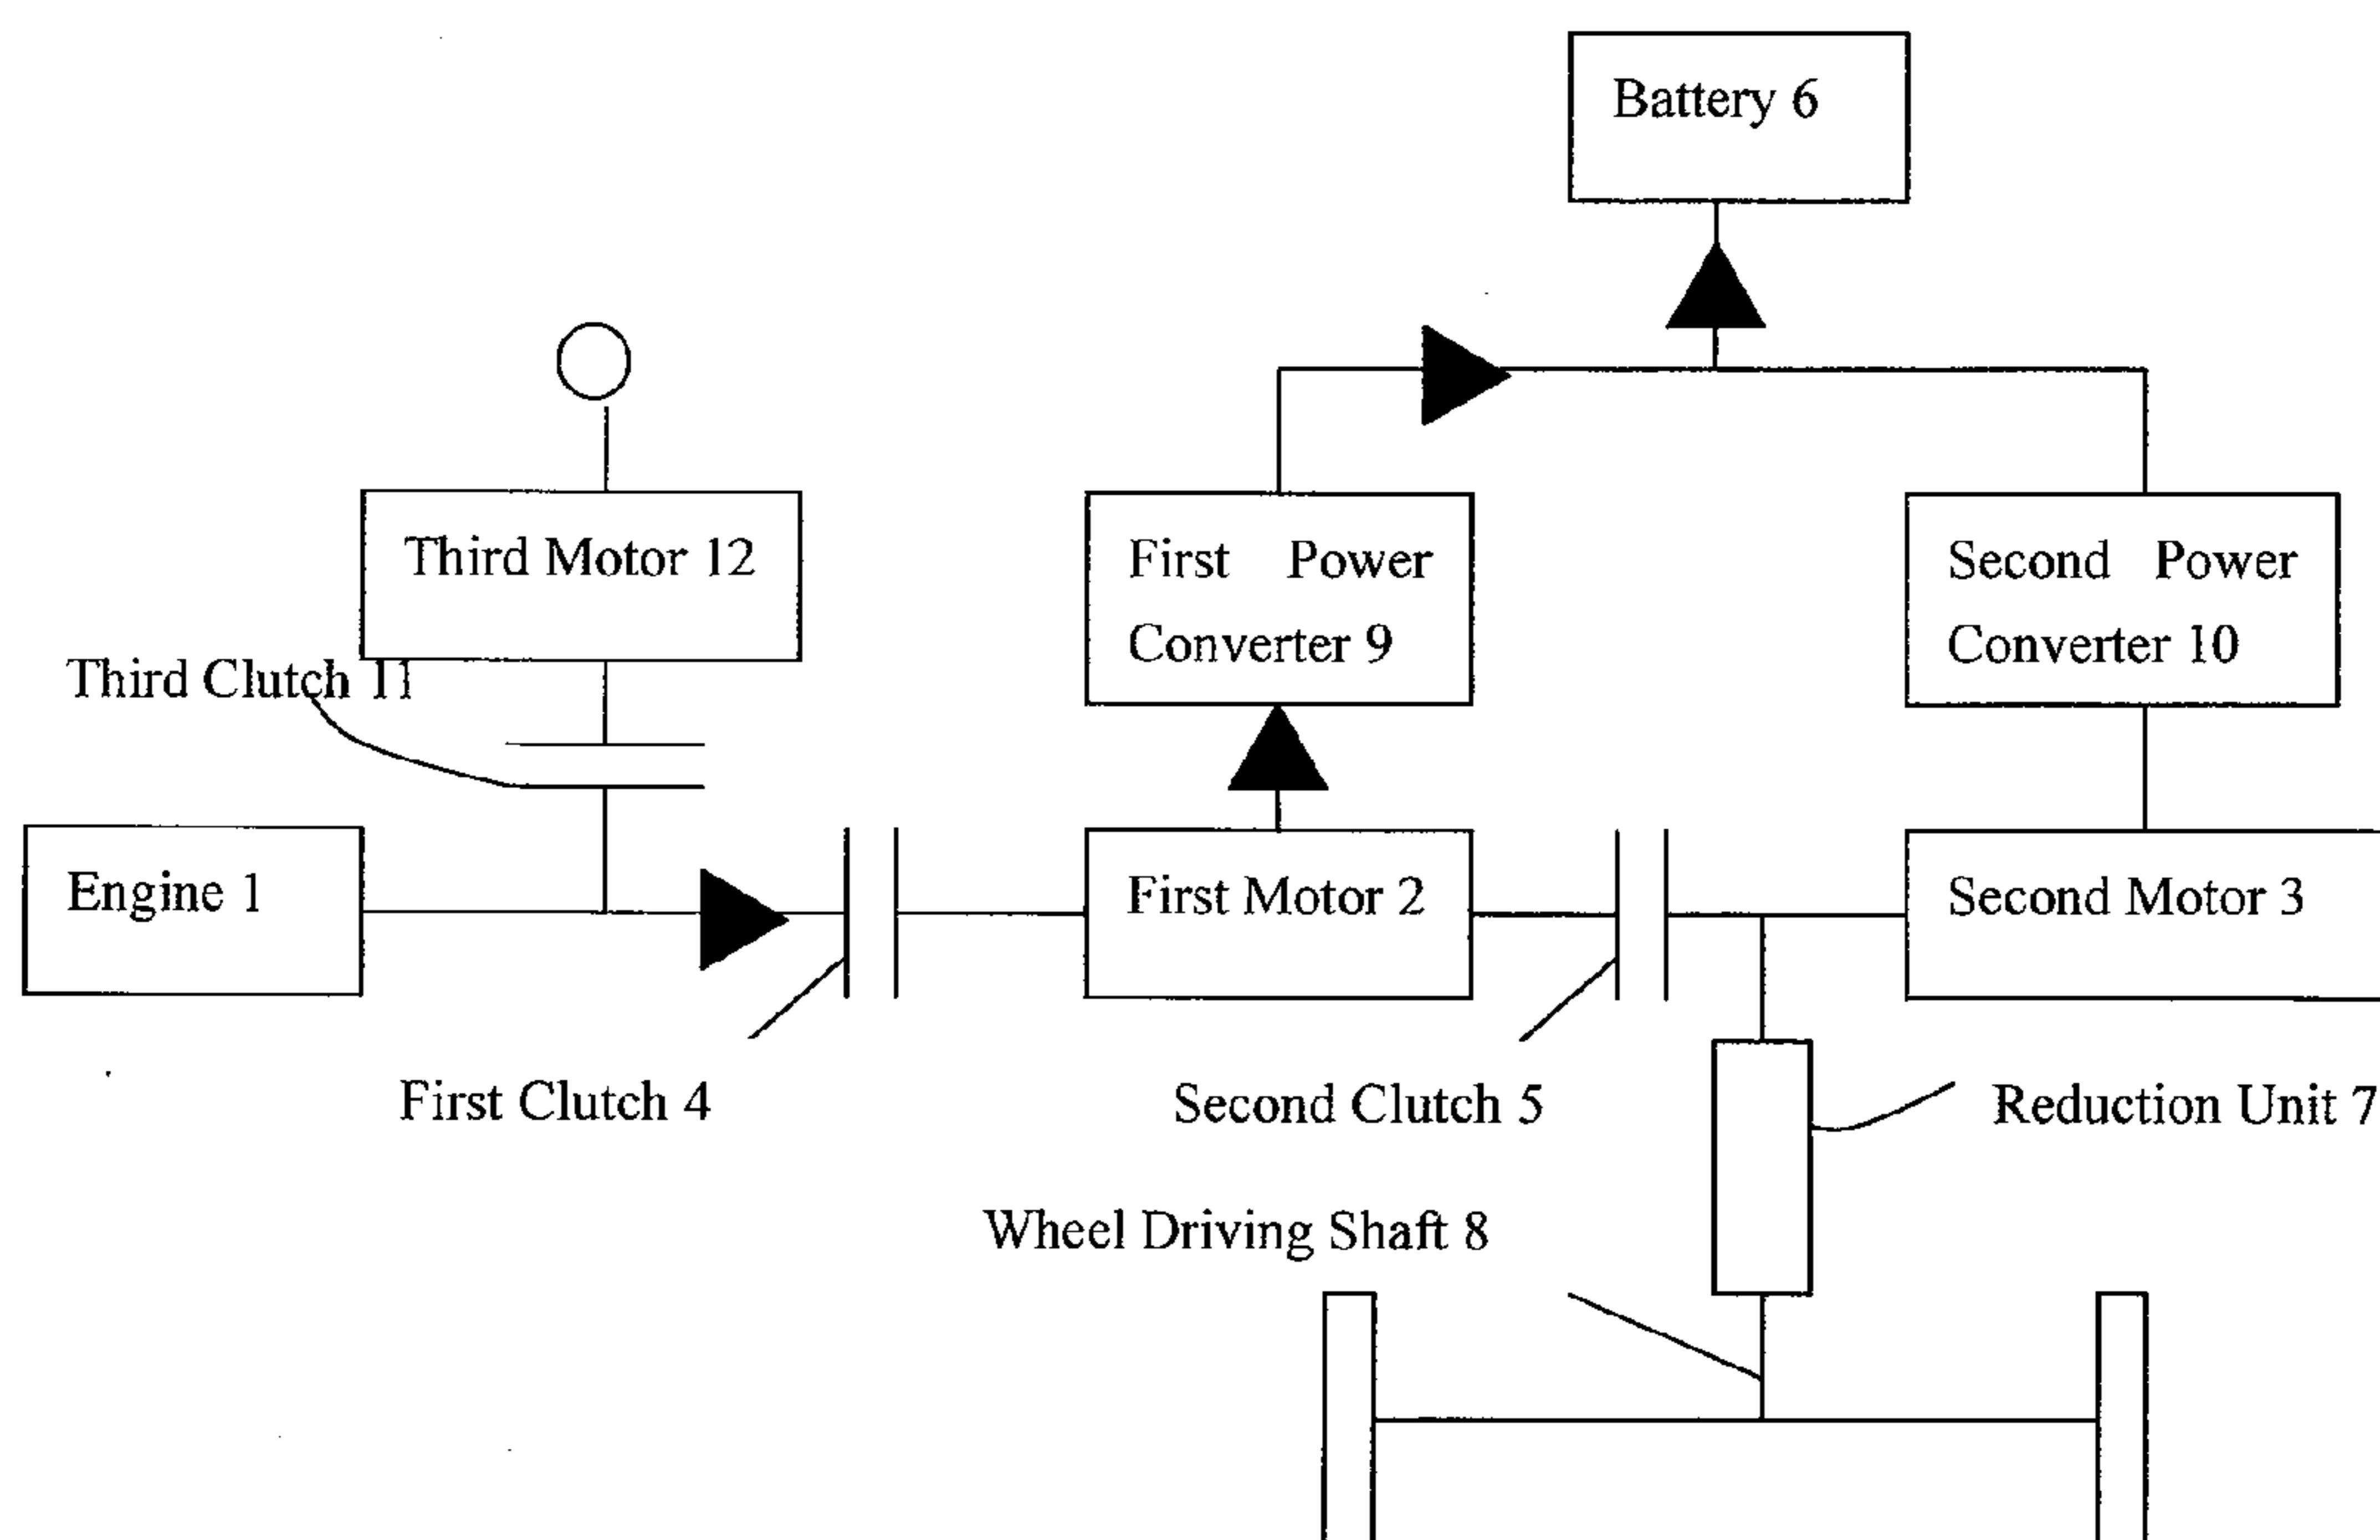 Battery 6
Third Motor 12
First Power
Converter 9
Second Power
Converter 10
Third Clutch 11
Engine 1
First Motor 2
Second Motor 3
First Clutch 4
Second Clutch 5
Reduction Unit 7
Wheel Driving Shaft 8